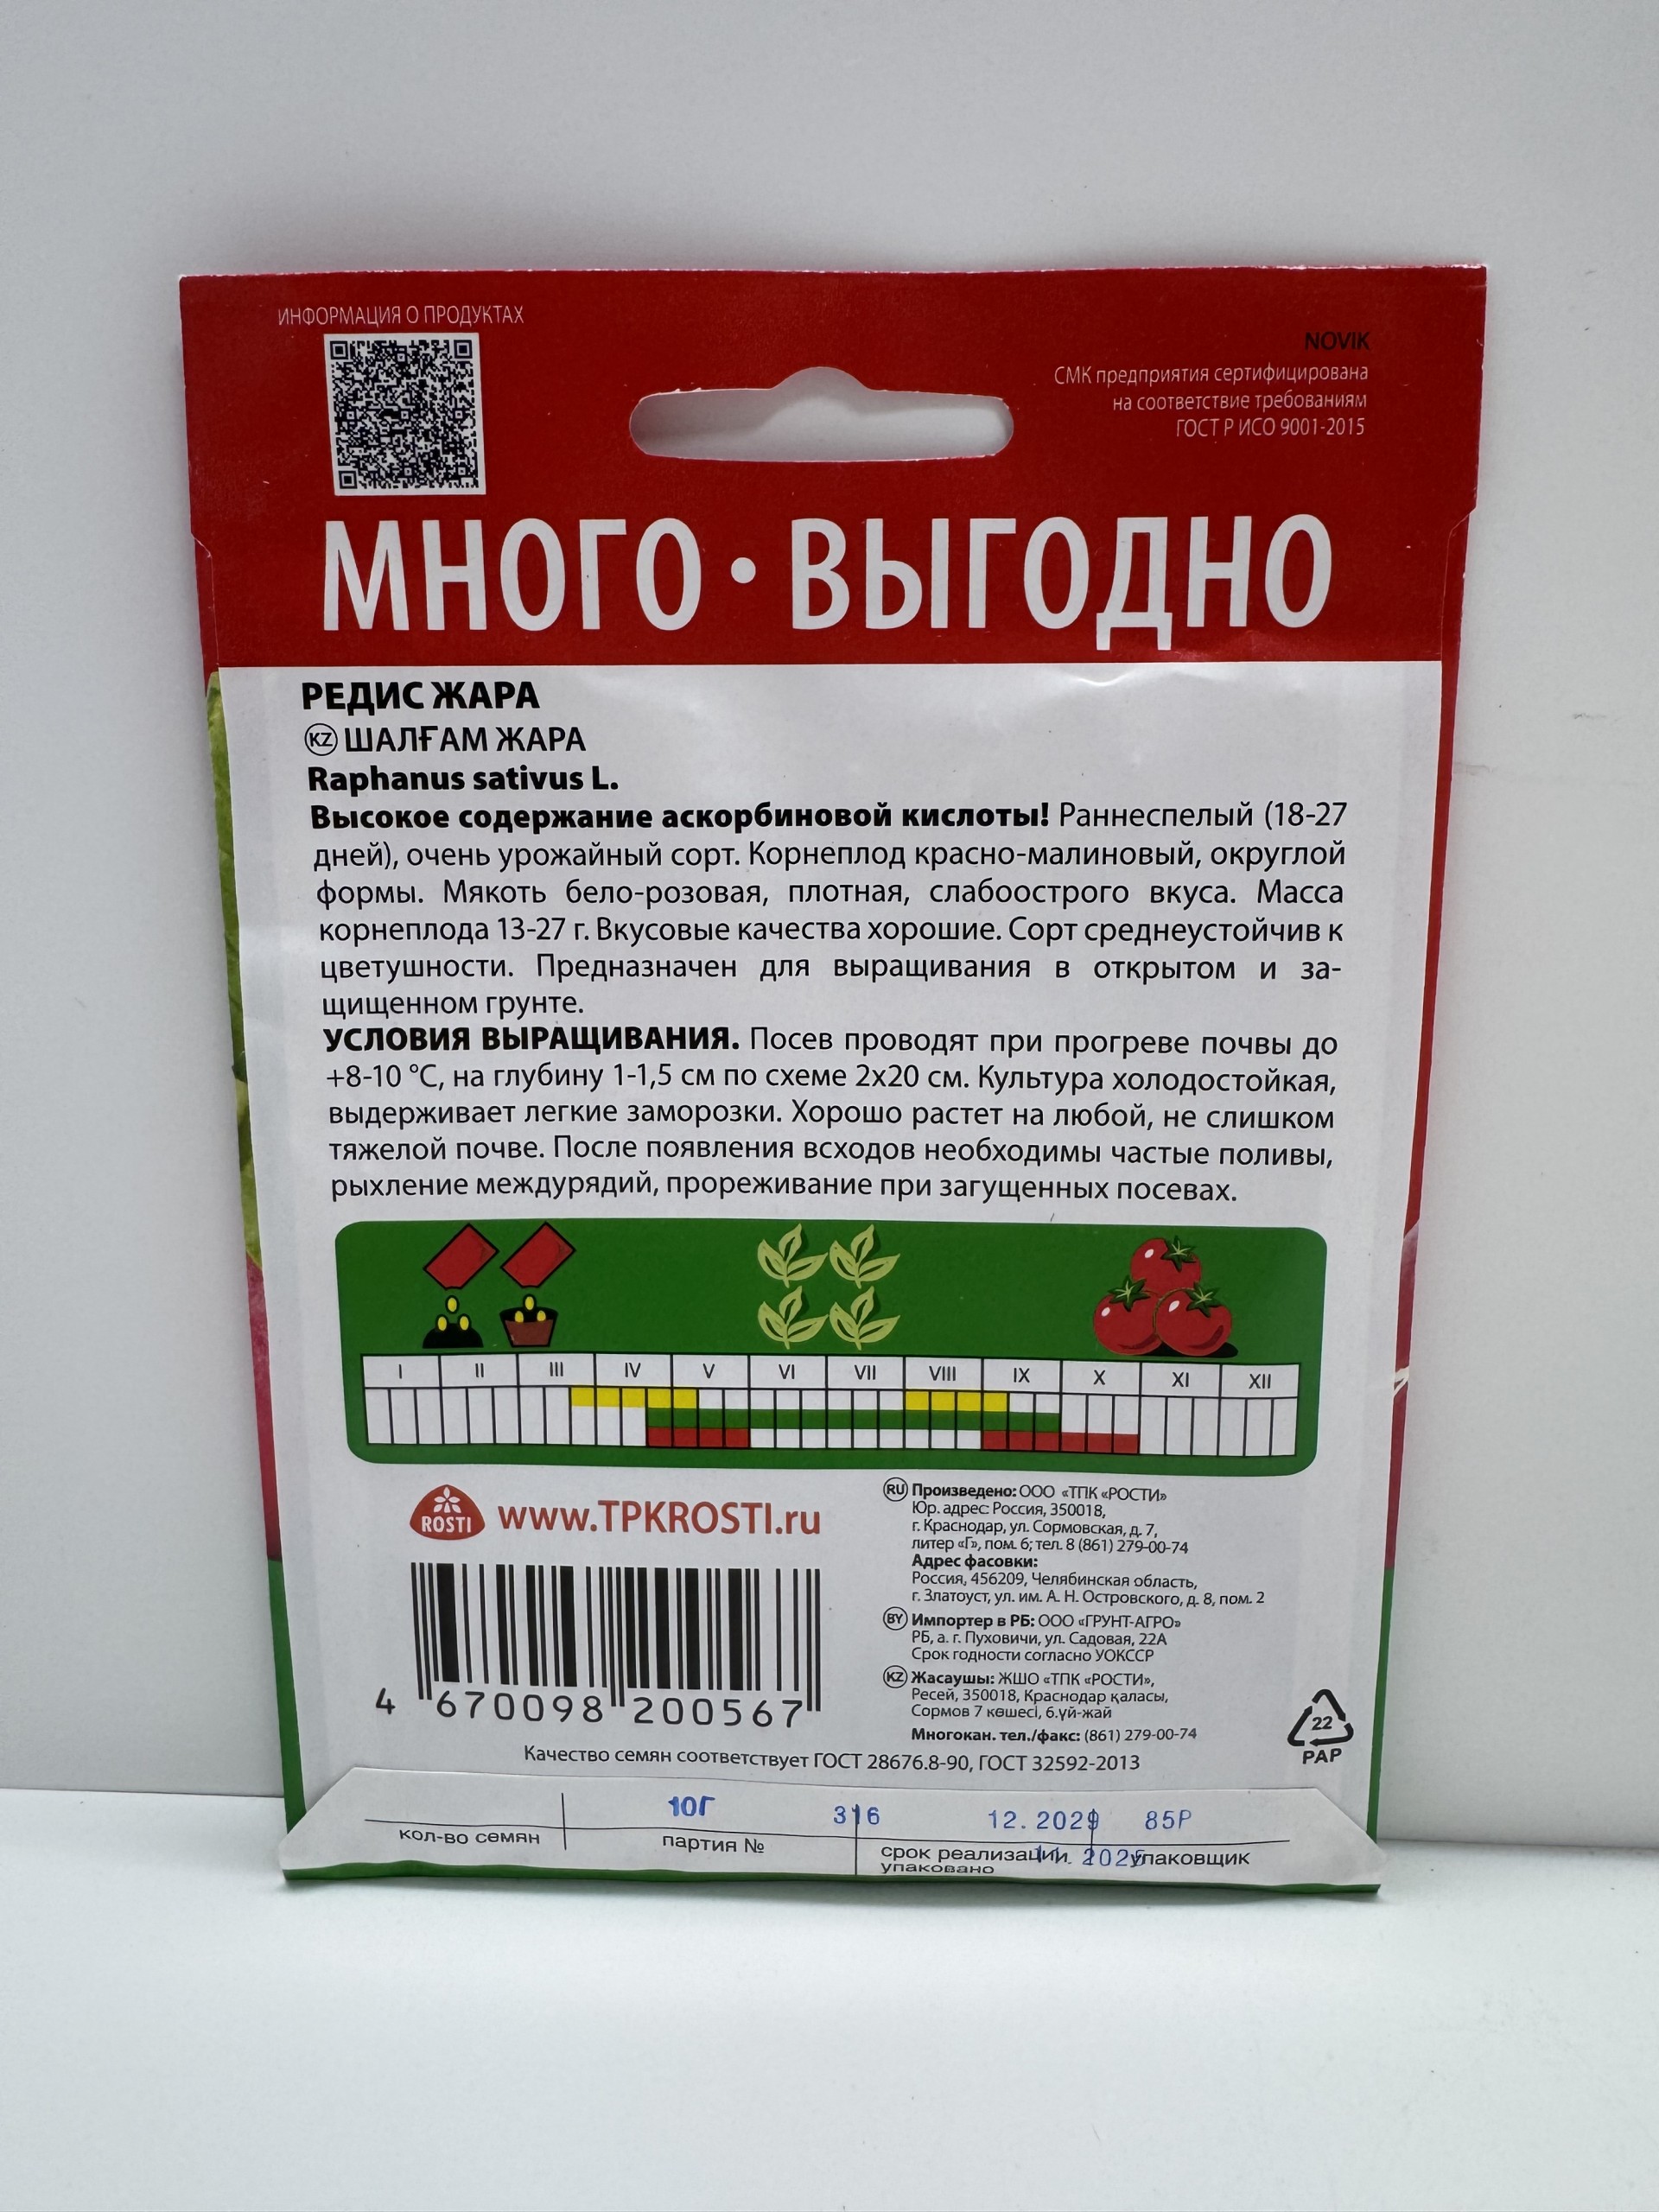 ИНФОРМАЦИЯ О ПРОДУКТАХ
NOVIK
СМК предприятия сертифицирована
на соответствие требованиям
ГОСТ Р ИСО 9001-2015
МНОГО • ВЫГОДНО
РЕДИС ЖАРА
KZ ШАЛҒАМ ЖАРА
Raphanus sativus L.
Высокое содержание аскорбиновой кислоты! Раннеспелый (18-27
дней), очень урожайный сорт. Корнеплод красно-малиновый, округлой
формы. Мякоть бело-розовая, плотная, слабоострого вкуса. Масса
корнеплода 13-27 г. Вкусовые качества хорошие. Сорт среднеустойчив к
цветушности. Предназначен для выращивания в открытом и за-
щищенном грунте.
УСЛОВИЯ ВЫРАЩИВАНИЯ. Посев проводят при прогреве почвы до
+8-10 °С, на глубину 1-1,5 см по схеме 2х20 см. Культура холодостойкая,
выдерживает легкие заморозки. Хорошо растет на любой, не слишком
тяжелой почве. После появления всходов необходимы частые поливы,
рыхление междурядий, прореживание при загущенных посевах.
I II III IV V VI VII VIII IX X XI XII
ROSTI www.TPKROSTI.ru
RU Произведено: ООО «ТПК «РОСТИ»
Юр. адрес: Россия, 350018,
г. Краснодар, ул. Сормовская, д. 7,
литер «Г», пом. 6; тел. 8 (861) 279-00-74
Адрес фасовки:
Россия, 456209, Челябинская область,
г. Златоуст, ул. им. А. Н. Островского, д. 8, пом. 2
BY Импортер в РБ: ООО «ГРУНТ-АГРО»
РБ, а. г. Пуховичи, ул. Садовая, 22А
Срок годности согласно УОКССР
KZ Жасаушы: ЖШО «ТПК «РОСТИ»,
Ресей, 350018, Краснодар қаласы,
Сормов 7 көшесі, 6.үй-жай
Многокан. тел./факс: (861) 279-00-74
4 670098 200567
22
PAP
Качество семян соответствует ГОСТ 28676.8-90, ГОСТ 32592-2013
10Г 316 12.2029 85Р
кол-во семян партия № срок реализации упаковщик
упаковано